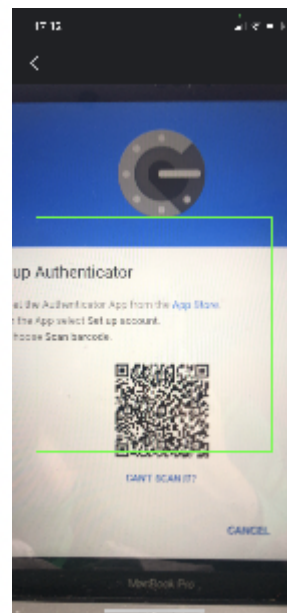 17:12
up Authenticator
et the Authenticator App from the App Store.
n the App select Set up account.
hoose Scan barcode.
CAN'T SCAN IT?
CANCEL
MacBook Pro